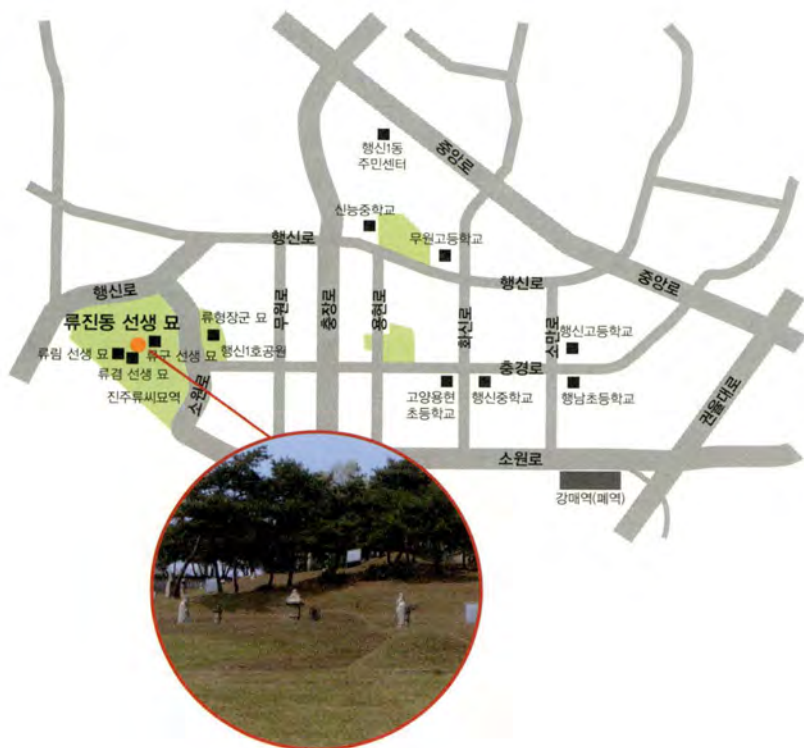 행신1동
주민센터
중앙로
신능중학교
무원고등학교
행신로
행신로
중앙로
행신로
류진동 선생 묘
류형장군 묘
무원로
충장로
용현로
화신로
소만로
행신고등학교
류림 선생 묘
류구 선생 묘
행신1호공원
류겸 선생 묘
충경로
진주류씨묘역
소원로
고양용현
초등학교
행신중학교
행남초등학교
권율대로
소원로
강매역(폐역)